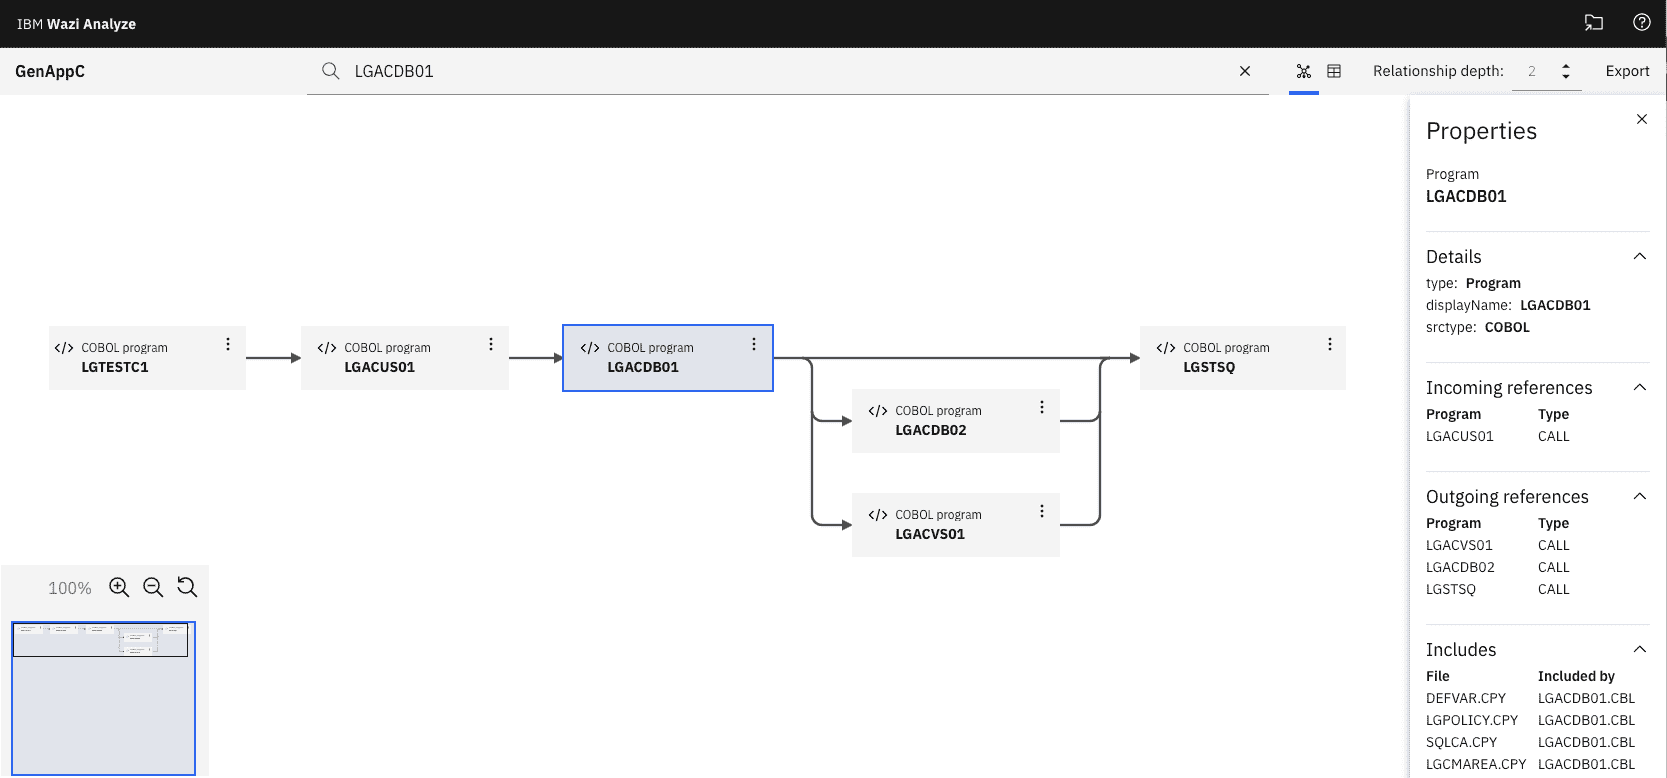 IBM Wazi Analyze
GenAppC
LGACDB01
Relationship depth: 2
Export
COBOL program
LGTESTC1
COBOL program
LGACUS01
COBOL program
LGACDB01
COBOL program
LGACDB02
COBOL program
LGACVS01
COBOL program
LGSTSQ
100%
Properties
Program
LGACDB01
Details
type: Program
displayName: LGACDB01
srctype: COBOL
Incoming references
Program Type
LGACUS01 CALL
Outgoing references
Program Type
LGACVS01 CALL
LGACDB02 CALL
LGSTSQ CALL
Includes
File Included by
DEFVAR.CPY LGACDB01.CBL
LGPOLICY.CPY LGACDB01.CBL
SQLCA.CPY LGACDB01.CBL
LGCMAREA.CPY LGACDB01.CBL